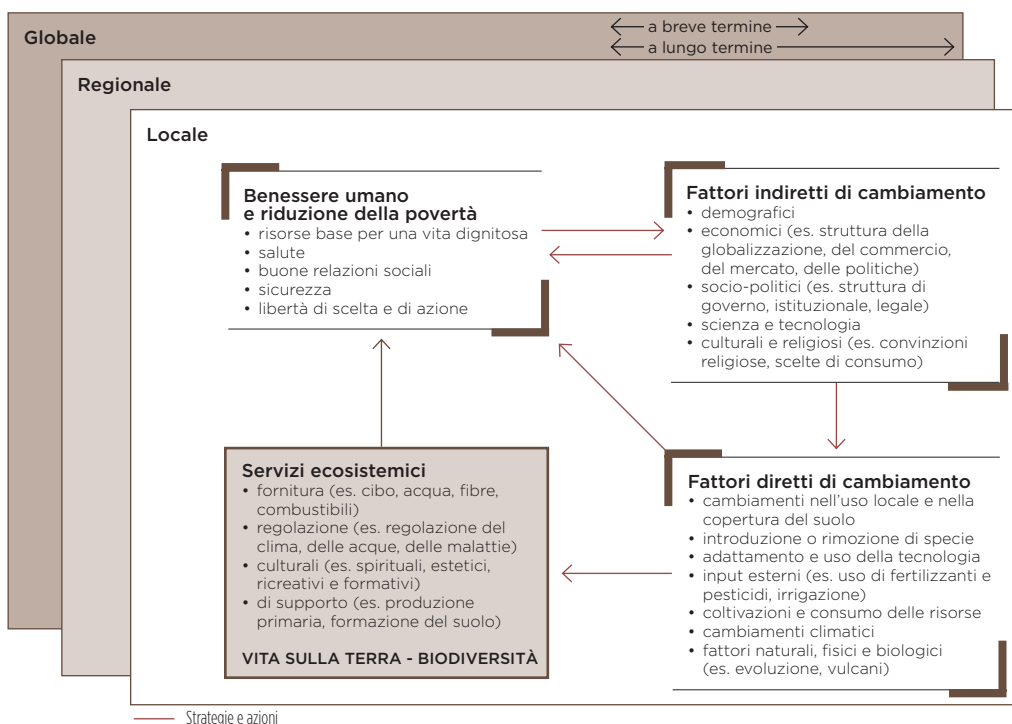 Globale
a breve termine
a lungo termine
Regionale
Locale
Benessere umano
e riduzione della povertà
• risorse base per una vita dignitosa
• salute
• buone relazioni sociali
• sicurezza
• libertà di scelta e di azione
Fattori indiretti di cambiamento
• demografici
• economici (es. struttura della
globalizzazione, del commercio,
del mercato, delle politiche)
• socio-politici (es. struttura di
governo, istituzionale, legale)
• scienza e tecnologia
• culturali e religiosi (es. convinzioni
religiose, scelte di consumo)
Servizi ecosistemici
• fornitura (es. cibo, acqua, fibre,
combustibili)
• regolazione (es. regolazione del
clima, delle acque, delle malattie)
• culturali (es. spirituali, estetici,
ricreativi e formativi)
• di supporto (es. produzione
primaria, formazione del suolo)
VITA SULLA TERRA - BIODIVERSITÀ
Fattori diretti di cambiamento
• cambiamenti nell'uso locale e nella
copertura del suolo
• introduzione o rimozione di specie
• adattamento e uso della tecnologia
• input esterni (es. uso di fertilizzanti e
pesticidi, irrigazione)
• coltivazioni e consumo delle risorse
• cambiamenti climatici
• fattori naturali, fisici e biologici
(es. evoluzione, vulcani)
Strategie e azioni